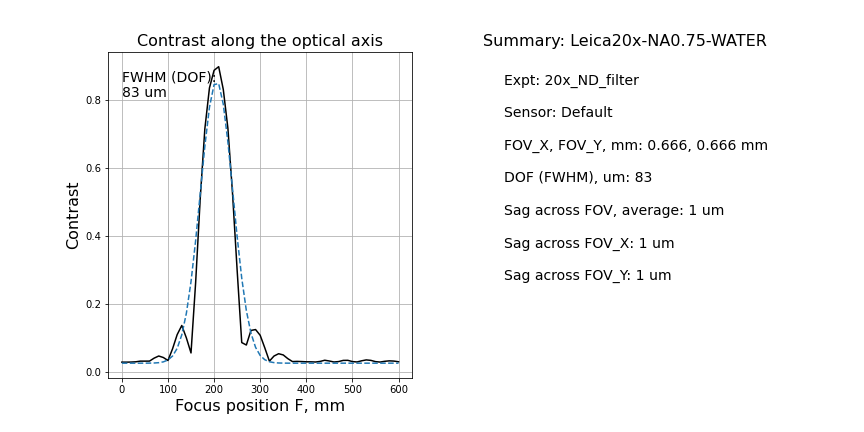 Contrast along the optical axis
FWHM (DOF)
83 um
0.8
0.6
0.4
0.2
0.0
Contrast
0 100 200 300 400 500 600
Focus position F, mm
Summary: Leica20x-NA0.75-WATER
Expt: 20x_ND_filter
Sensor: Default
FOV_X, FOV_Y, mm: 0.666, 0.666 mm
DOF (FWHM), um: 83
Sag across FOV, average: 1 um
Sag across FOV_X: 1 um
Sag across FOV_Y: 1 um